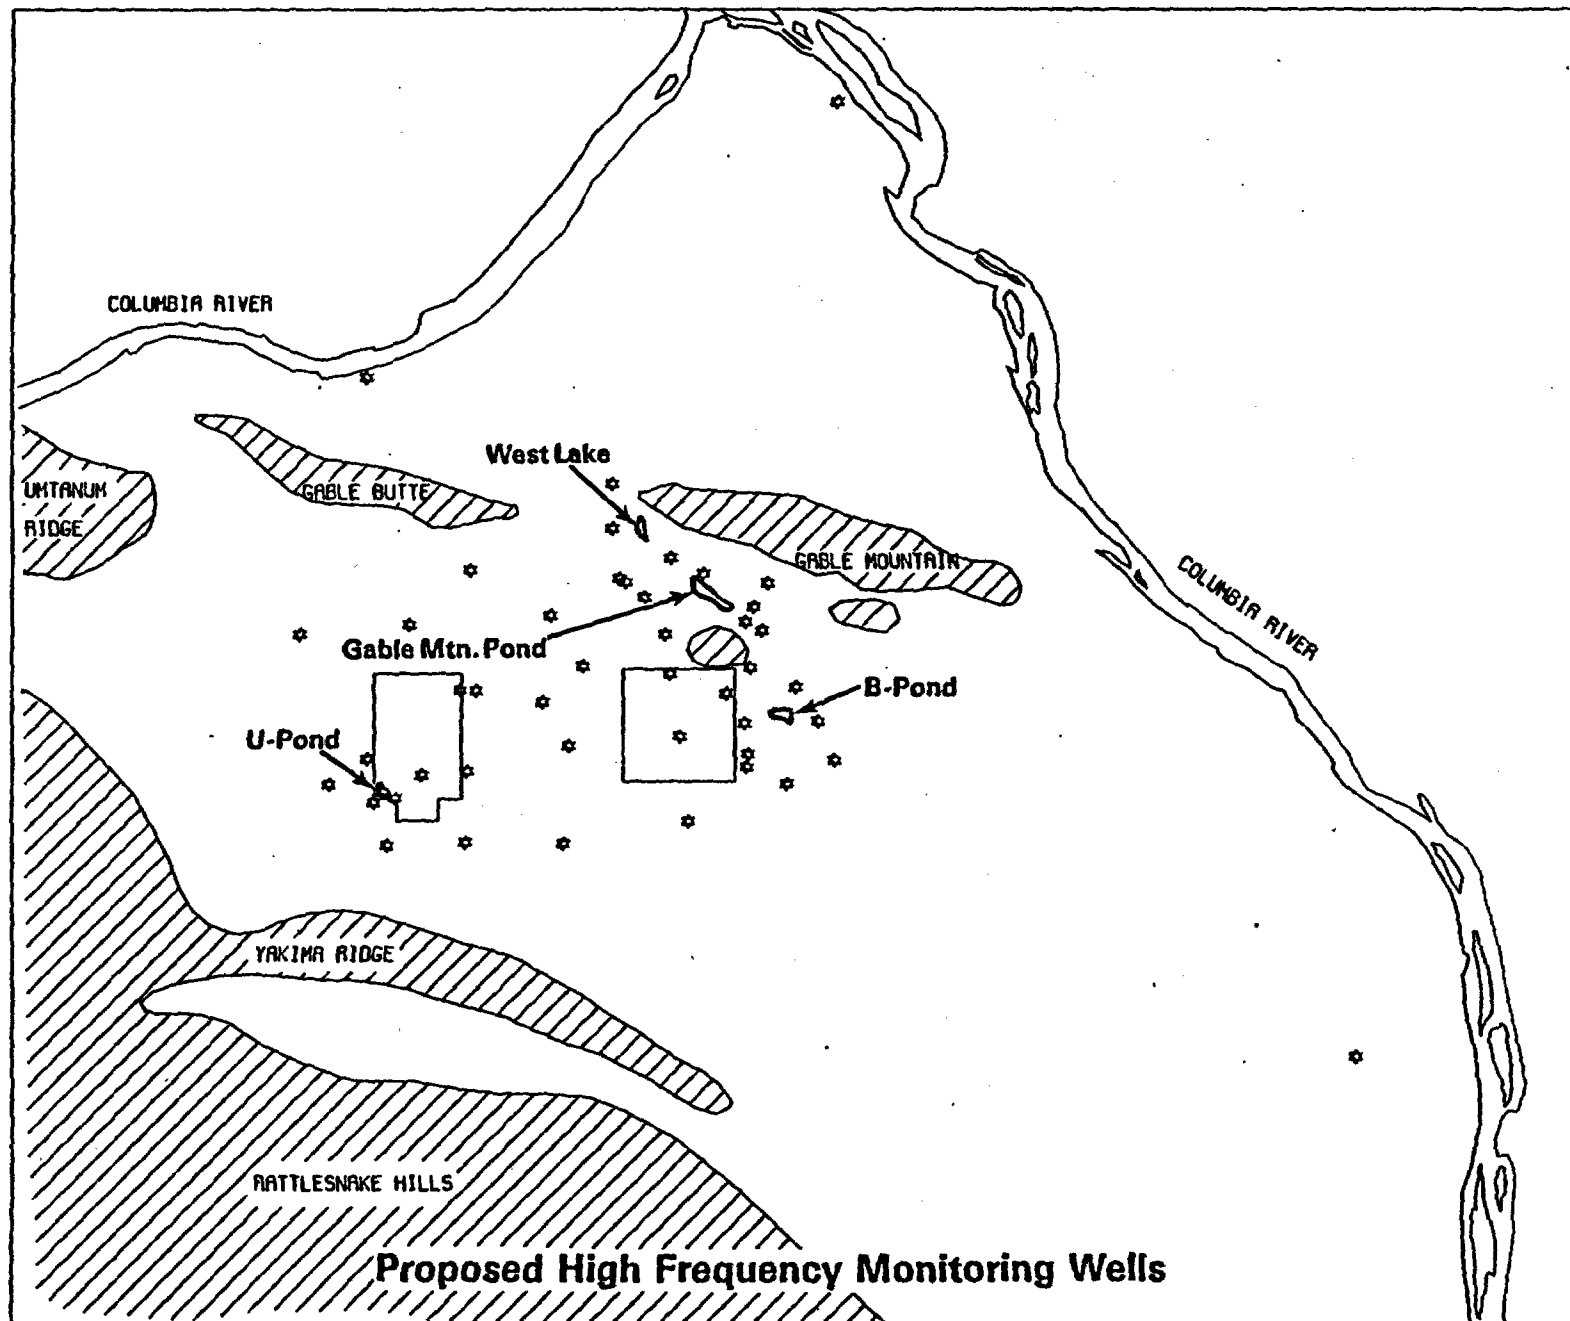 COLUMBIA RIVER
West Lake
UMTANUM
RIDGE
GABLE BUTTE
GABLE MOUNTAIN
COLUMBIA RIVER
Gable Mtn. Pond
B-Pond
U-Pond
YAKIMA RIDGE
RATTLESNAKE HILLS
Proposed High Frequency Monitoring Wells